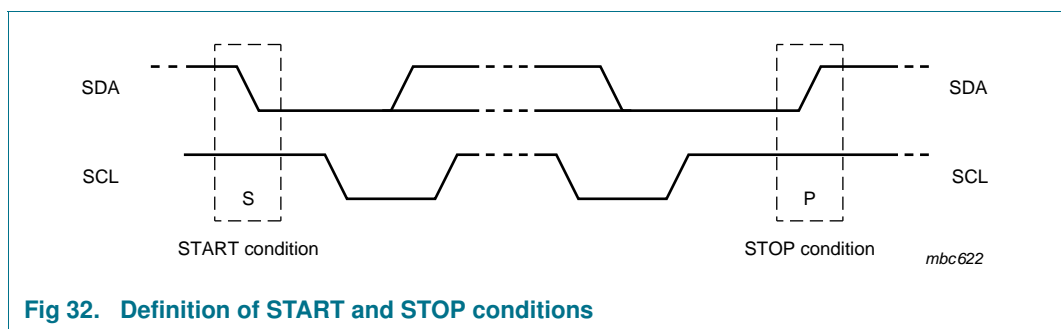 SDA
SDA
SCL
SCL
S
P
START condition
STOP condition
mbc622
Fig 32. Definition of START and STOP conditions